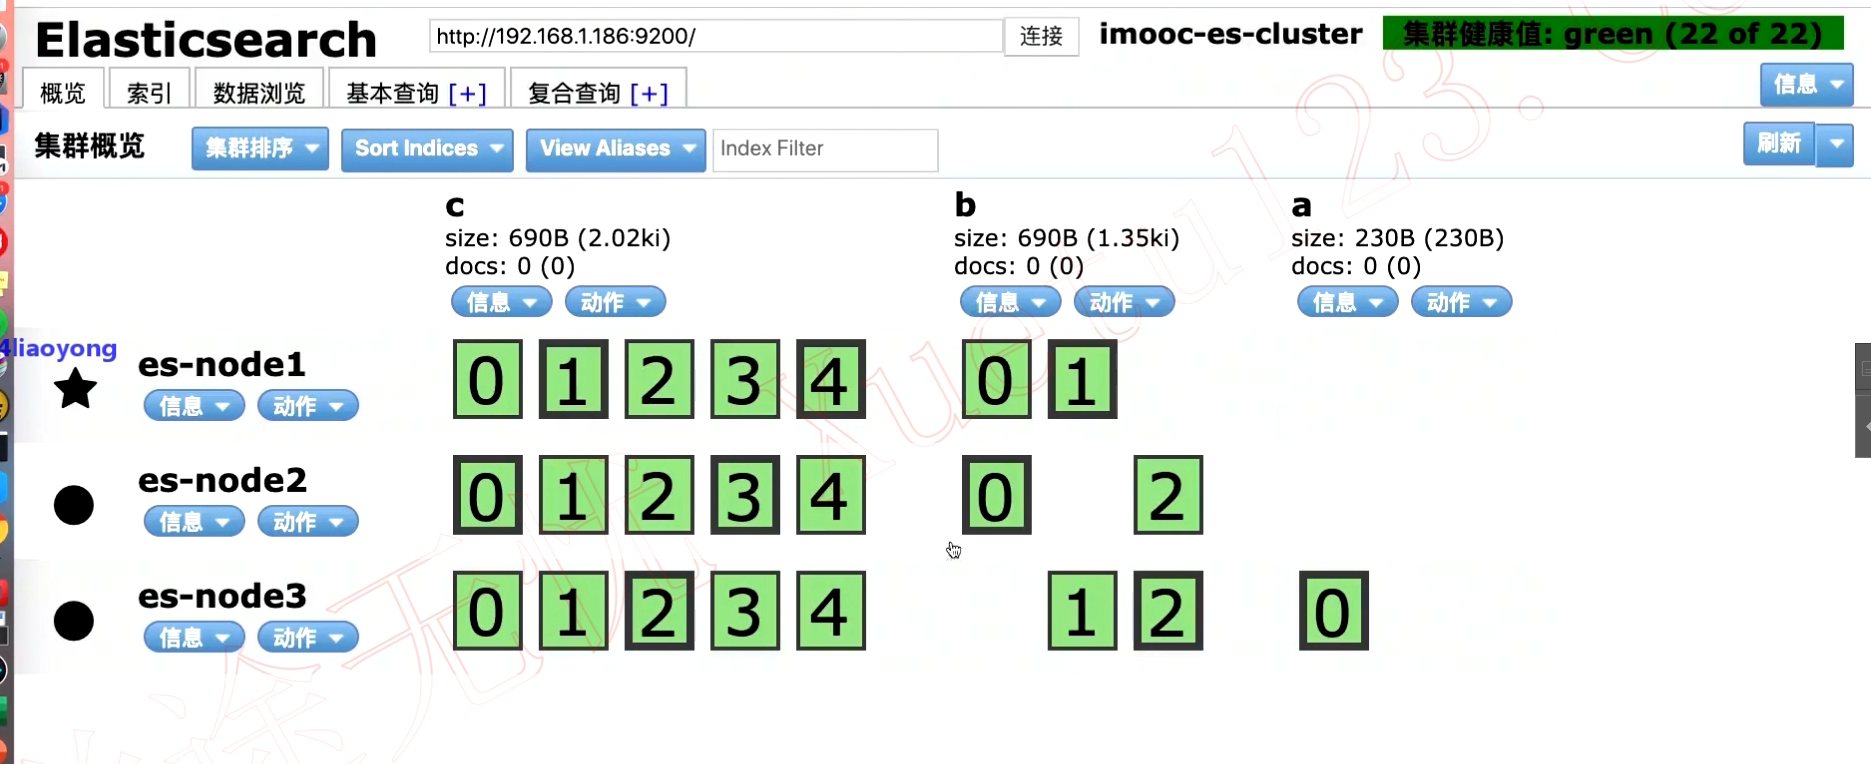 Elasticsearch http://192.168.1.186:9200/ 连接 imooc-es-cluster 集群健康值: green (22 of 22)
概览 索引 数据浏览 基本查询 [+] 复合查询 [+] 信息
集群概览 集群排序 Sort Indices View Aliases Index Filter 刷新
c b a
size: 690B (2.02ki) size: 690B (1.35ki) size: 230B (230B)
docs: 0 (0) docs: 0 (0) docs: 0 (0)
信息 动作 信息 动作 信息 动作
4liaoyong
es-node1 0 1 2 3 4 0 1
信息 动作
es-node2 0 1 2 3 4 0 2
信息 动作
es-node3 0 1 2 3 4 1 2 0
信息 动作
途无忧 xuetu123.